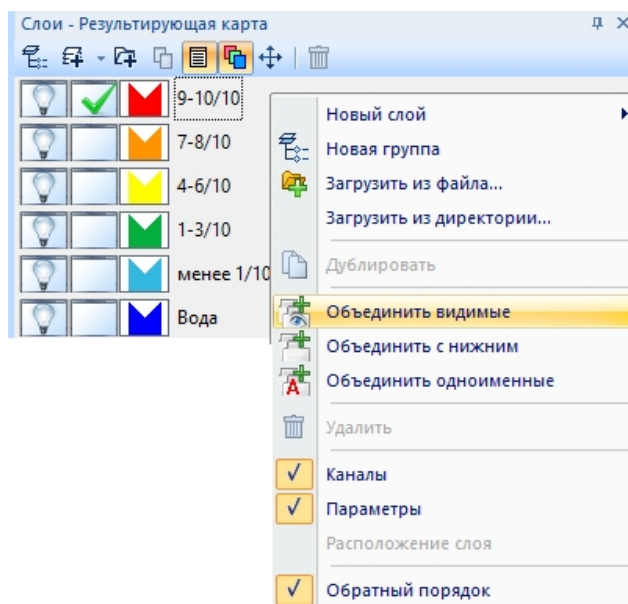 Слои - Результирующая карта
9-10/10
7-8/10
4-6/10
1-3/10
менее 1/10
Вода
Новый слой
Новая группа
Загрузить из файла...
Загрузить из директории...
Дублировать
Объединить видимые
Объединить с нижним
Объединить одноименные
Удалить
Каналы
Параметры
Расположение слоя
Обратный порядок